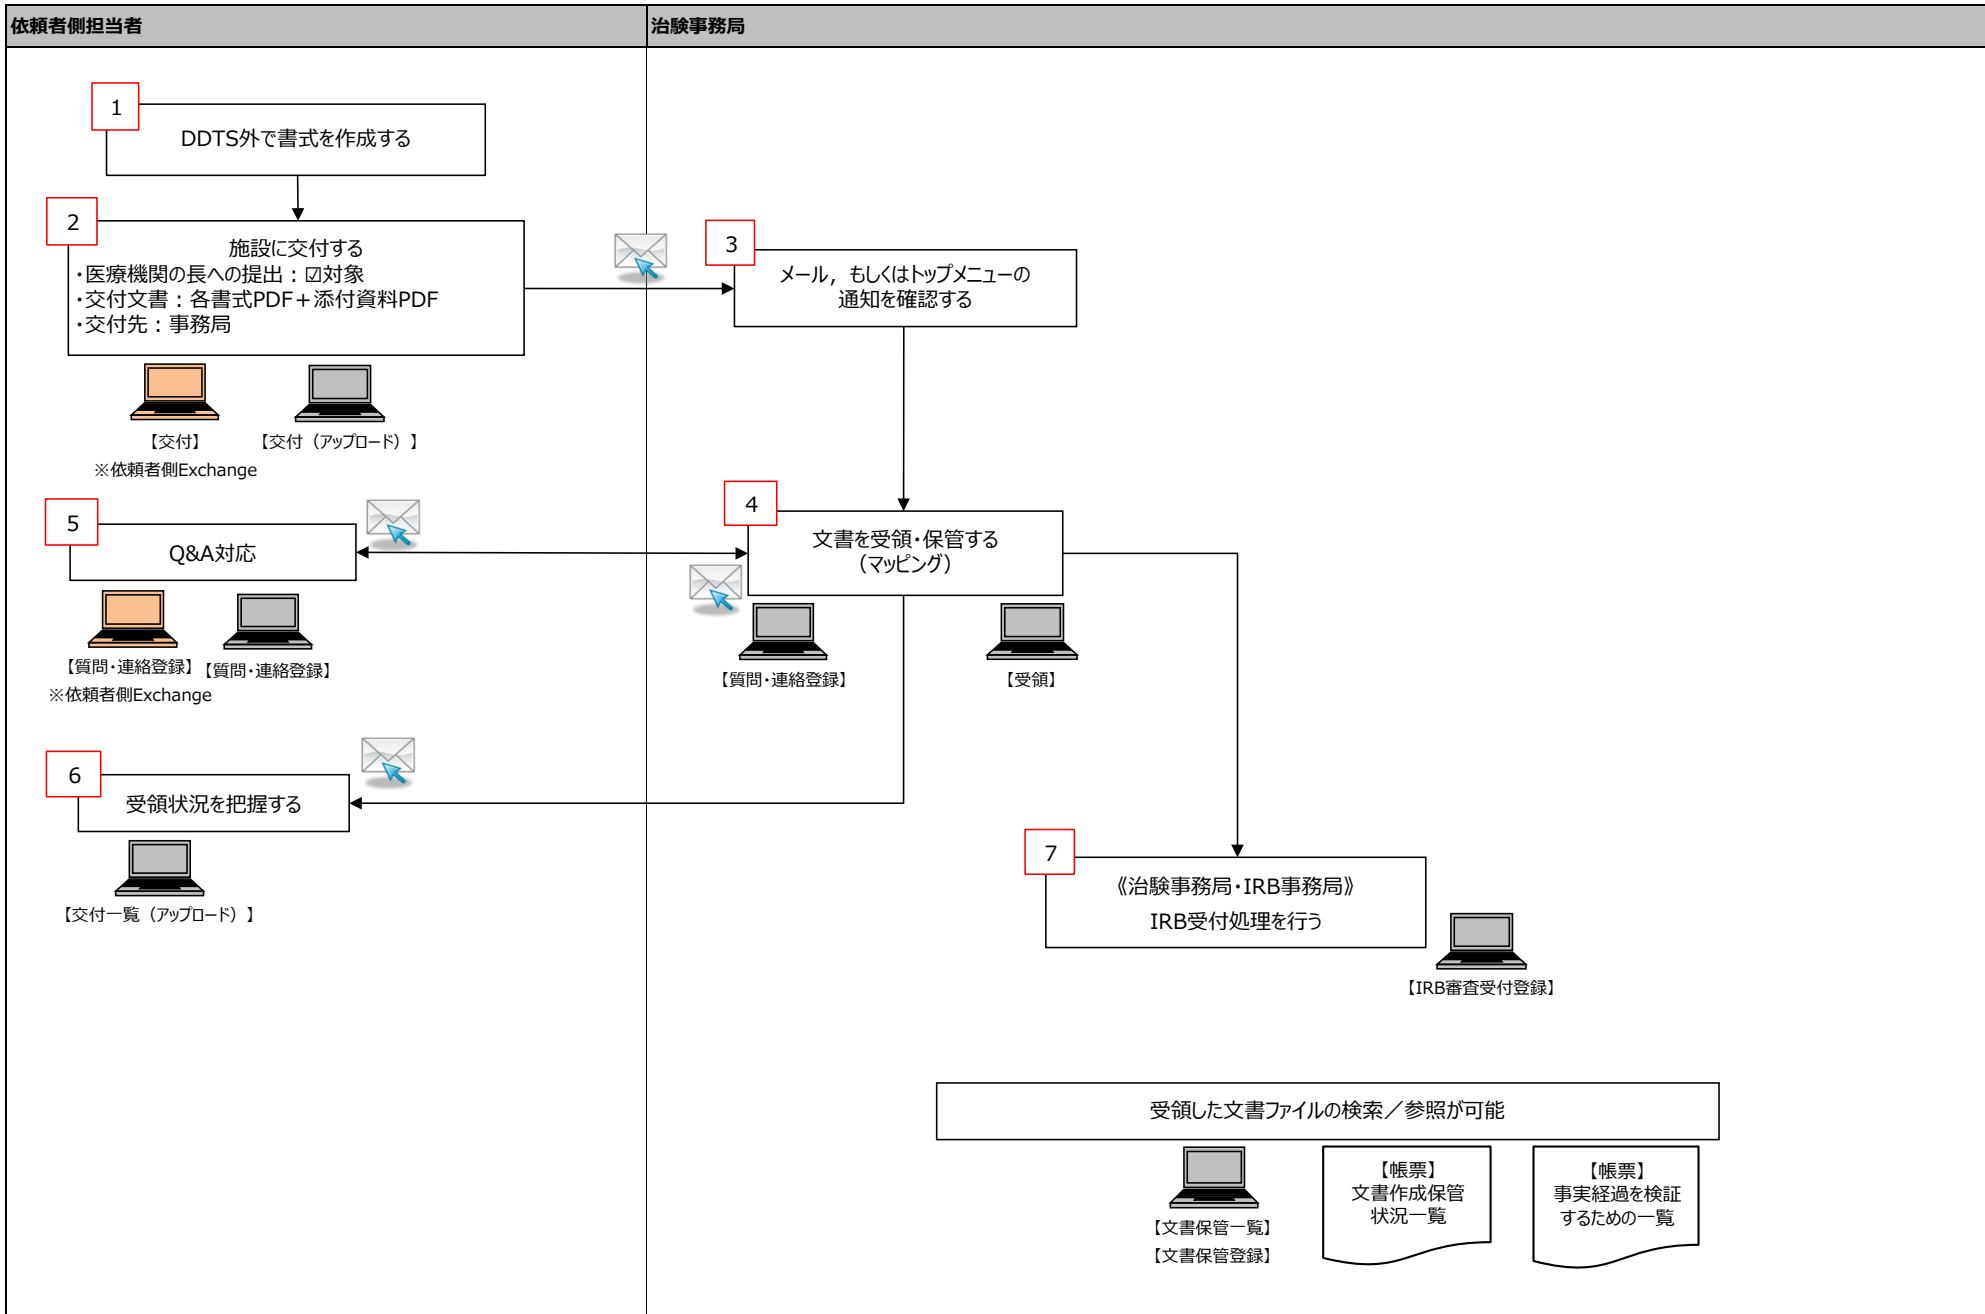 依頼者側担当者
治験事務局
1
DDTS外で書式を作成する
2
施設に交付する
・医療機関の長への提出：☑対象
・交付文書：各書式PDF＋添付資料PDF
・交付先：事務局
【交付】
【交付（アップロード）】
※依頼者側Exchange
3
メール，もしくはトップメニューの
通知を確認する
4
文書を受領・保管する
（マッピング）
【質問・連絡登録】
【受領】
5
Q&A対応
【質問・連絡登録】
【質問・連絡登録】
※依頼者側Exchange
6
受領状況を把握する
【交付一覧（アップロード）】
7
《治験事務局・IRB事務局》
IRB受付処理を行う
【IRB審査受付登録】
受領した文書ファイルの検索／参照が可能
【文書保管一覧】
【文書保管登録】
【帳票】
文書作成保管
状況一覧
【帳票】
事実経過を検証
するための一覧